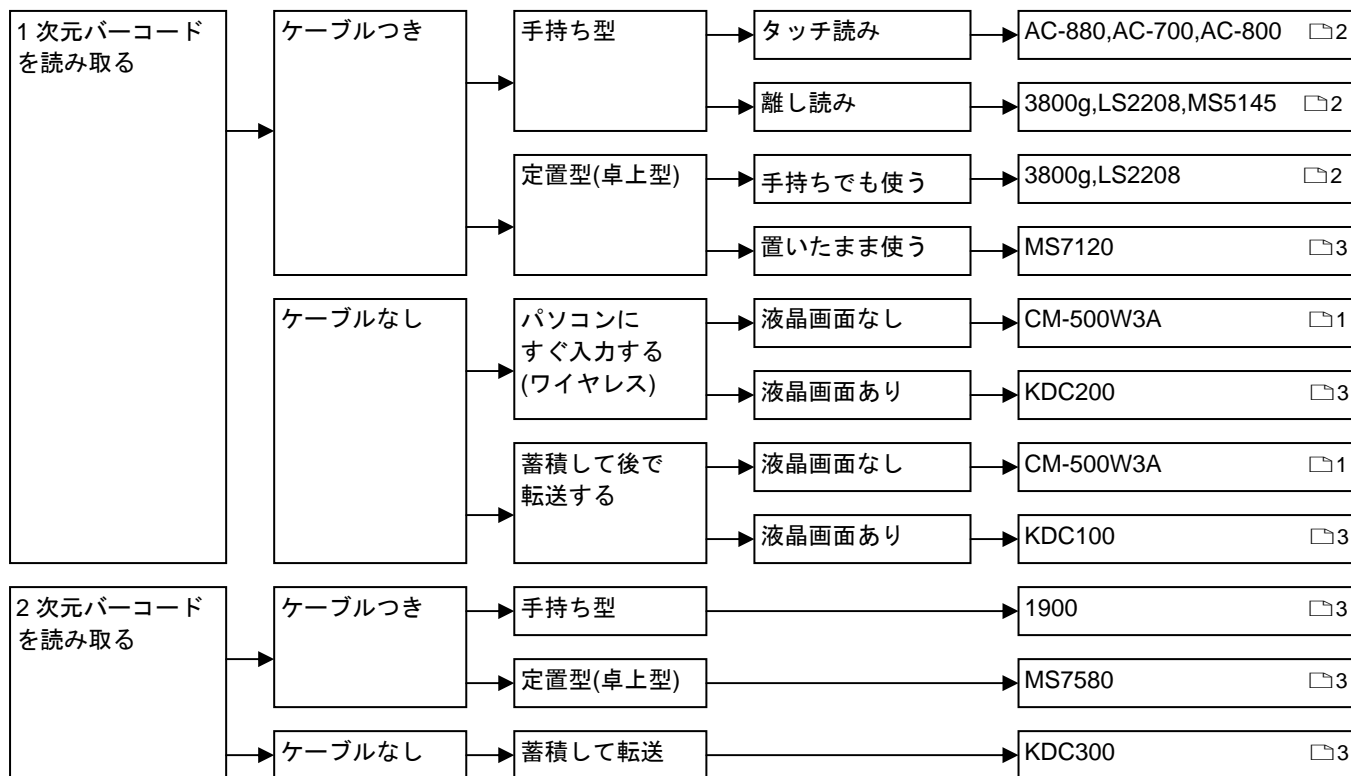 1 次元バーコード
を読み取る
ケーブルつき
手持ち型
タッチ読み
AC-880,AC-700,AC-800 2
離し読み
3800g,LS2208,MS5145 2
定置型(卓上型)
手持ちでも使う
3800g,LS2208 2
置いたまま使う
MS7120 3
ケーブルなし
パソコンに
すぐ入力する
(ワイヤレス)
液晶画面なし
CM-500W3A 1
液晶画面あり
KDC200 3
蓄積して後で
転送する
液晶画面なし
CM-500W3A 1
液晶画面あり
KDC100 3
2 次元バーコード
を読み取る
ケーブルつき
手持ち型
1900 3
定置型(卓上型)
MS7580 3
ケーブルなし
蓄積して転送
KDC300 3